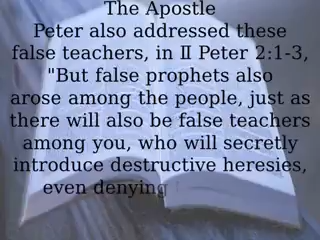 The Apostle
Peter also addressed these
false teachers, in II Peter 2:1-3,
"But false prophets also
arose among the people, just as
there will also be false teachers
among you, who will secretly
introduce destructive heresies,
even denying